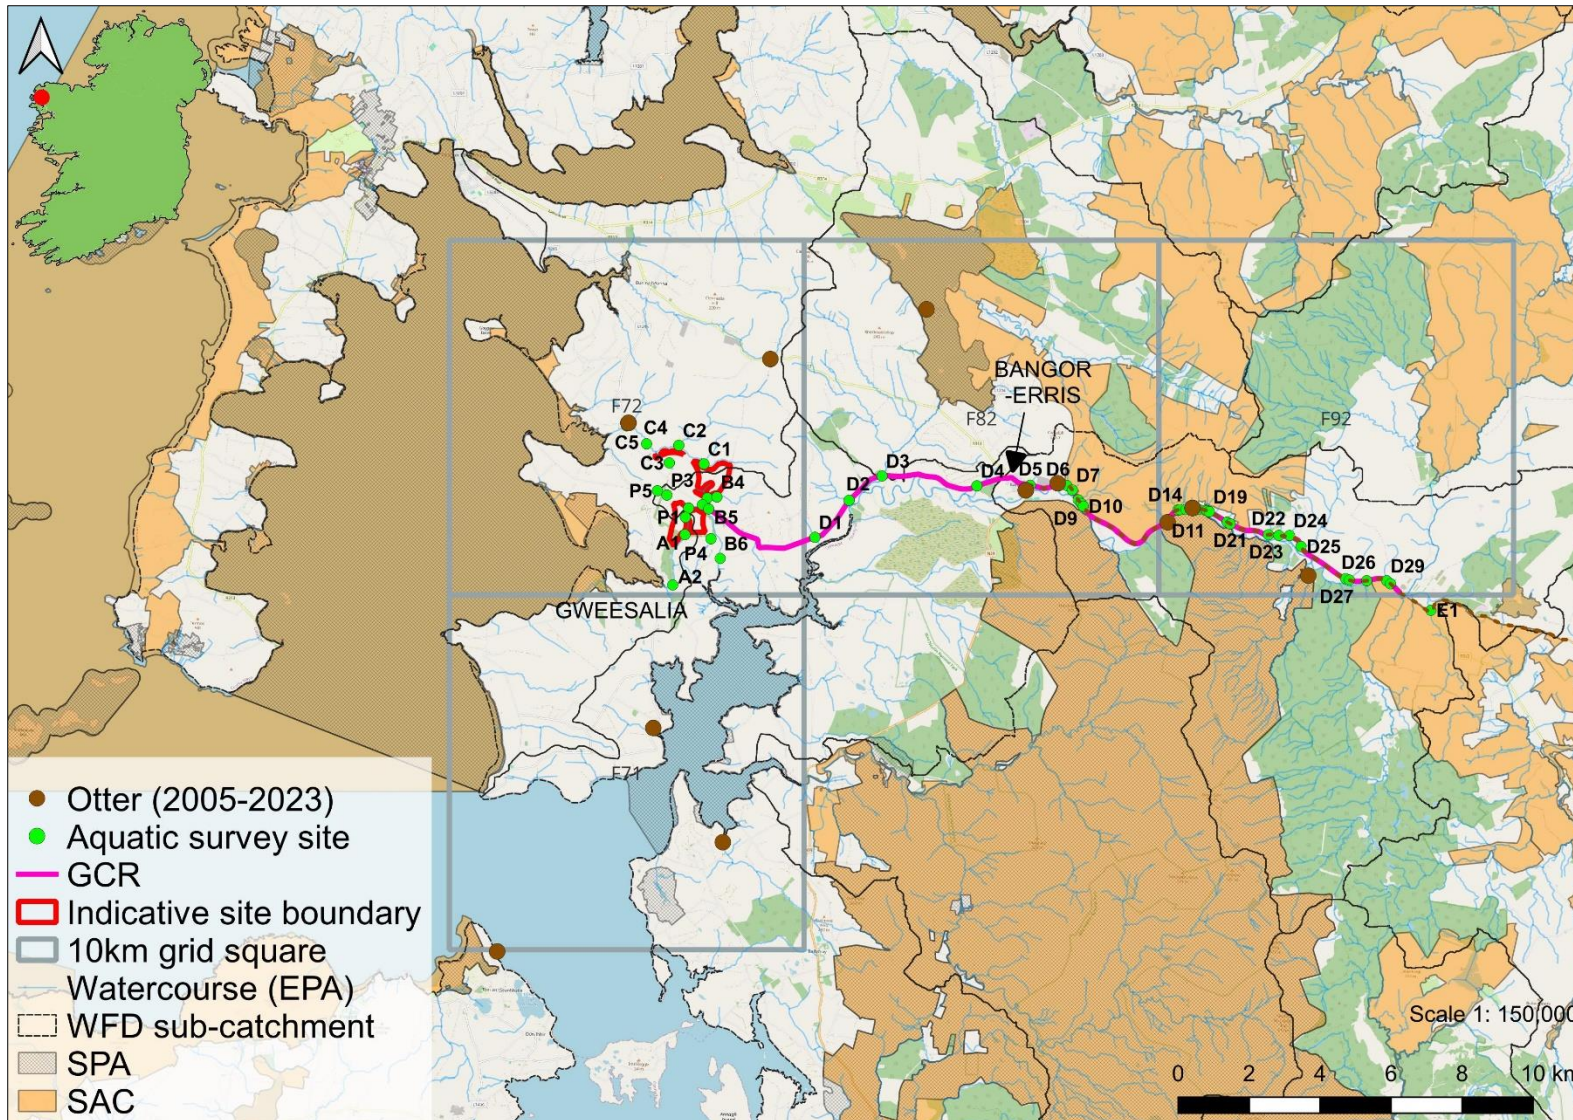 BANGOR
-ERRIS
F72
F82
F92
C4
C2
C5
C1
C3
P3
P5
B4
P1
B5
A1
P4
B6
A2
GWEESALIA
D3
D2
D1
D4
D5
D6
D7
D9
D10
D14
D11
D19
D21
D22
D24
D23
D25
D26
D27
D29
E1
F71
Otter (2005-2023)
Aquatic survey site
GCR
Indicative site boundary
10km grid square
Watercourse (EPA)
WFD sub-catchment
SPA
SAC
Scale 1: 150,000
0 2 4 6 8 10 km